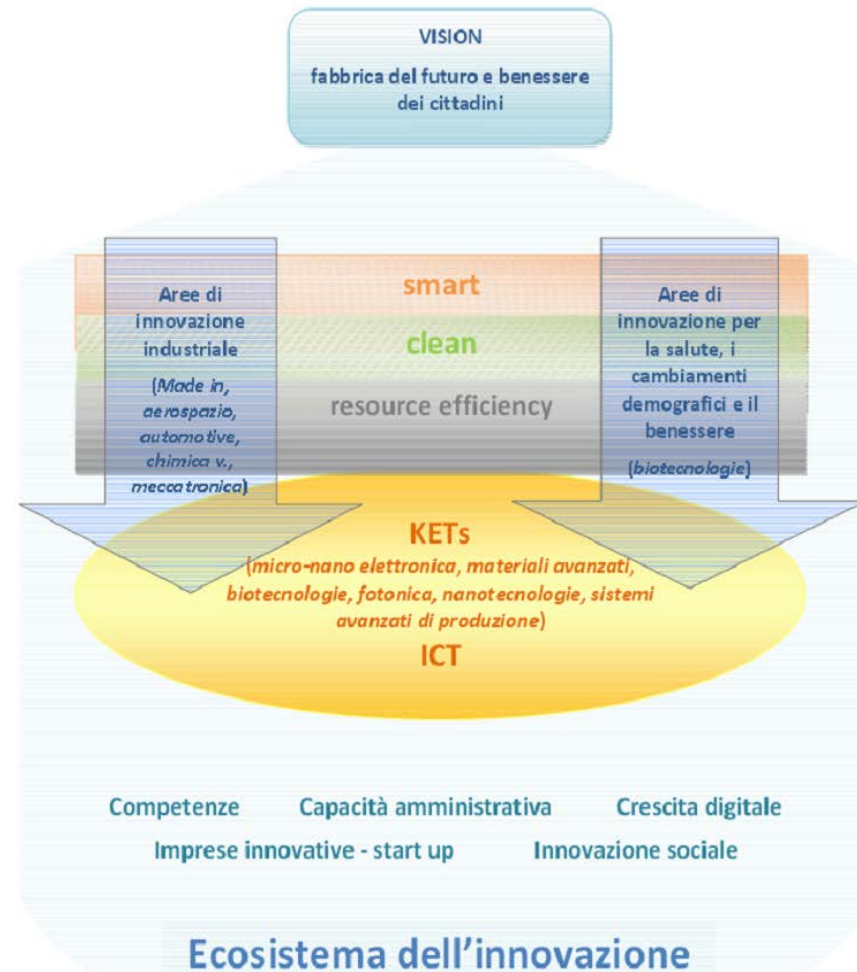 VISION
fabbrica del futuro e benessere
dei cittadini
Aree di
innovazione
industriale
(Made in,
aerospazio,
automotive,
chimica v.,
meccatronica)
smart
clean
resource efficiency
Aree di
innovazione per
la salute, i
cambiamenti
demografici e il
benessere
(biotecnologie)
KETs
(micro-nano elettronica, materiali avanzati,
biotecnologie, fotonica, nanotecnologie, sistemi
avanzati di produzione)
ICT
Competenze Capacità amministrativa Crescita digitale
Imprese innovative - start up Innovazione sociale
Ecosistema dell'innovazione